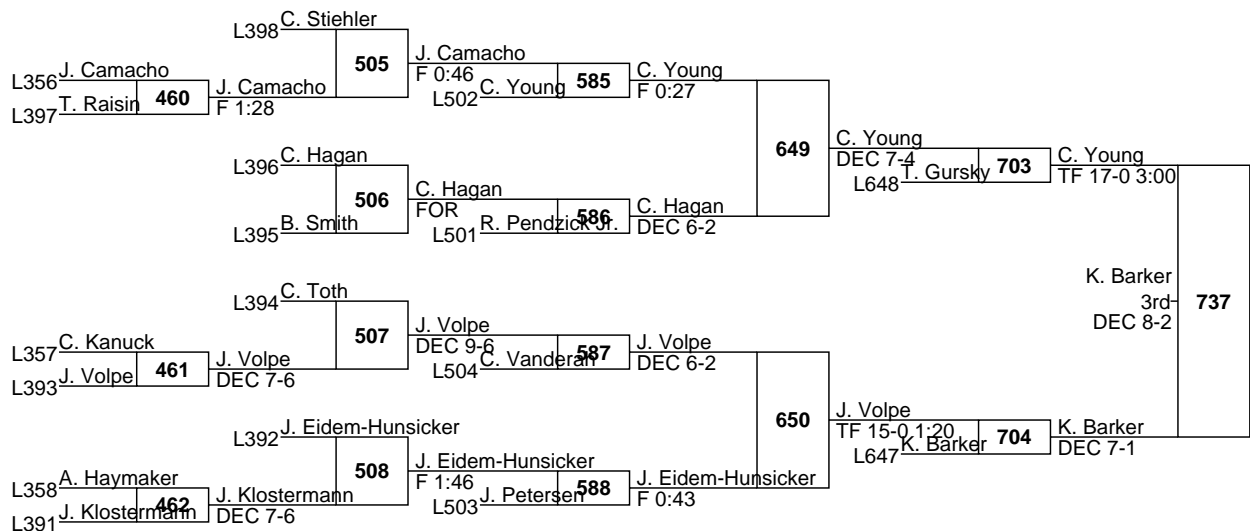 C. Stiehler
L398
505
J. Camacho
F 0:46
J. Camacho
L356
460
T. Raisin
L397
J. Camacho
F 1:28
585
C. Young
L502
C. Young
F 0:27
C. Hagan
L396
506
B. Smith
L395
C. Hagan
FOR
586
R. Pendzick Jr.
L501
C. Hagan
DEC 6-2
649
C. Young
DEC 7-4
703
T. Gursky
L648
C. Young
TF 17-0 3:00
C. Toth
L394
507
C. Kanuck
L357
461
J. Volpe
L393
J. Volpe
DEC 7-6
J. Volpe
DEC 9-6
587
C. Vanderah
L504
J. Volpe
DEC 6-2
J. Eidem-Hunsicker
L392
508
A. Haymaker
L358
462
J. Klostermann
L391
J. Klostermann
DEC 7-6
J. Eidem-Hunsicker
F 1:46
588
J. Petersen
L503
J. Eidem-Hunsicker
F 0:43
650
J. Volpe
TF 15-0 1:20
704
K. Barker
L647
K. Barker
DEC 7-1
K. Barker
3rd
DEC 8-2
737